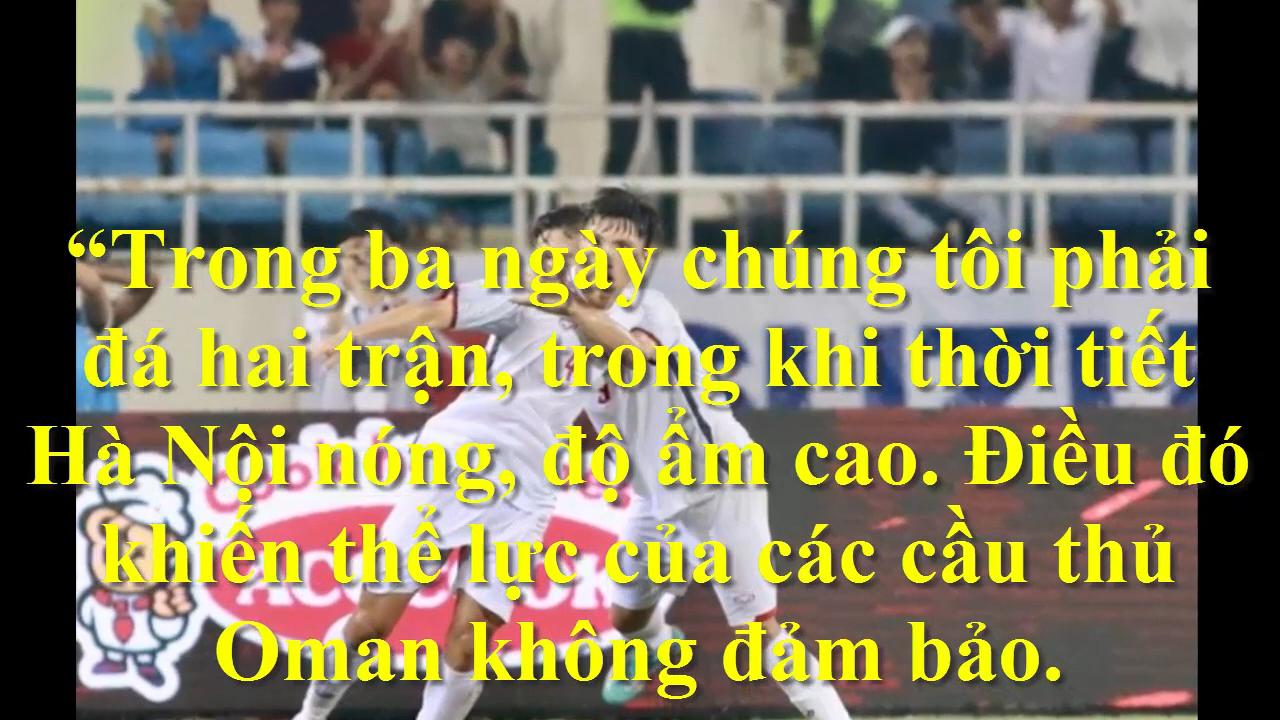 “Trong ba ngày chúng tôi phải
đá hai trận, trong khi thời tiết
Hà Nội nóng, độ ẩm cao. Điều đó
khiến thể lực của các cầu thủ
Oman không đảm bảo.